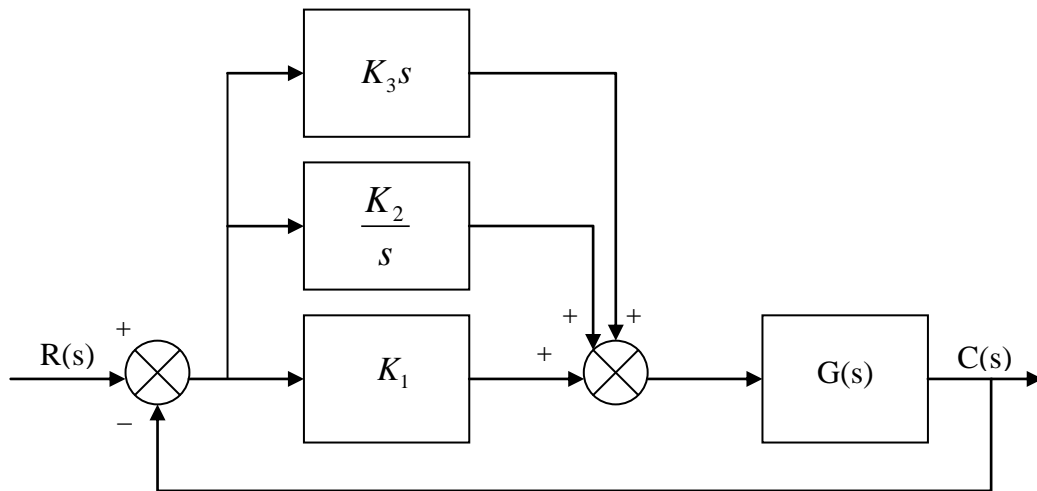 K₃s
K₂
s
+ + +
R(s) + K₁ G(s) C(s)
−